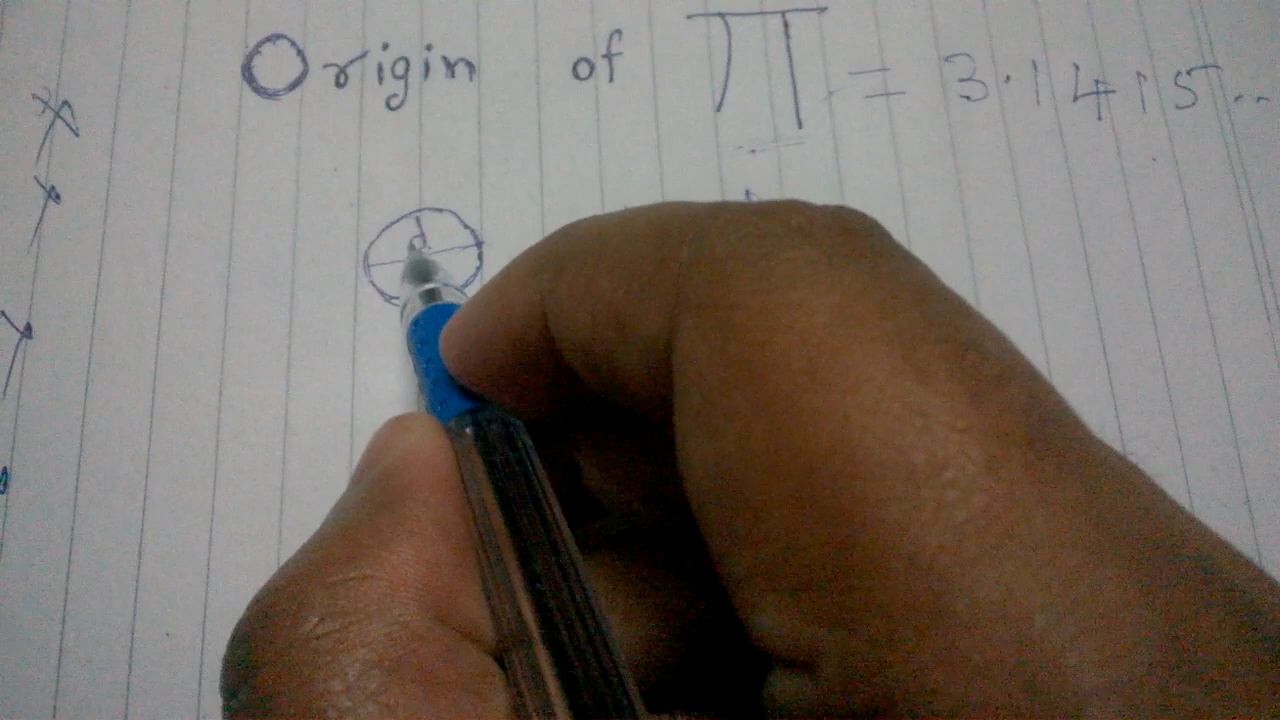 Origin of π = 3.1415..